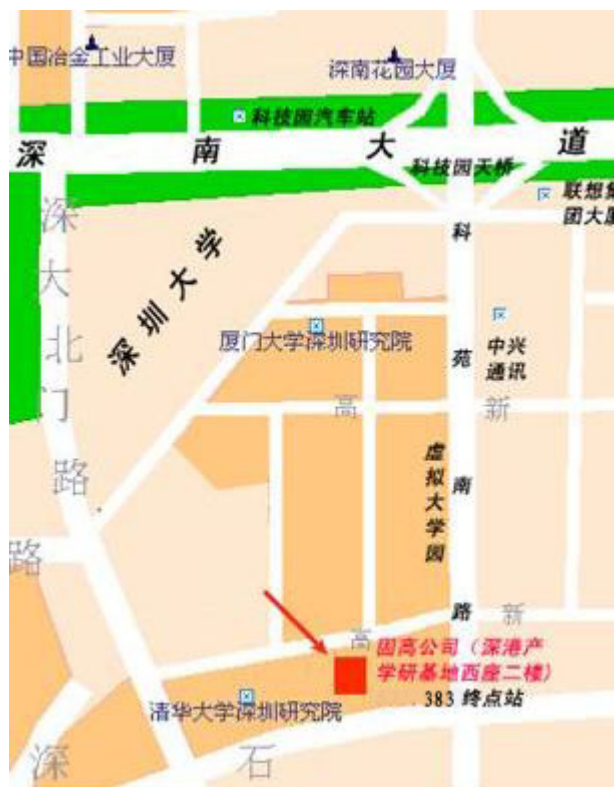 中国冶金工业大厦
深南花园大厦
科技园汽车站
深南大道
科技园天桥
联想集
团大厦
深大北门路
深圳大学
科苑南路
厦门大学深圳研究院
中兴
通讯
高新
虚拟大学园
路
高新
固高公司（深港产
学研基地西座二楼）
383 终点站
清华大学深圳研究院
深石